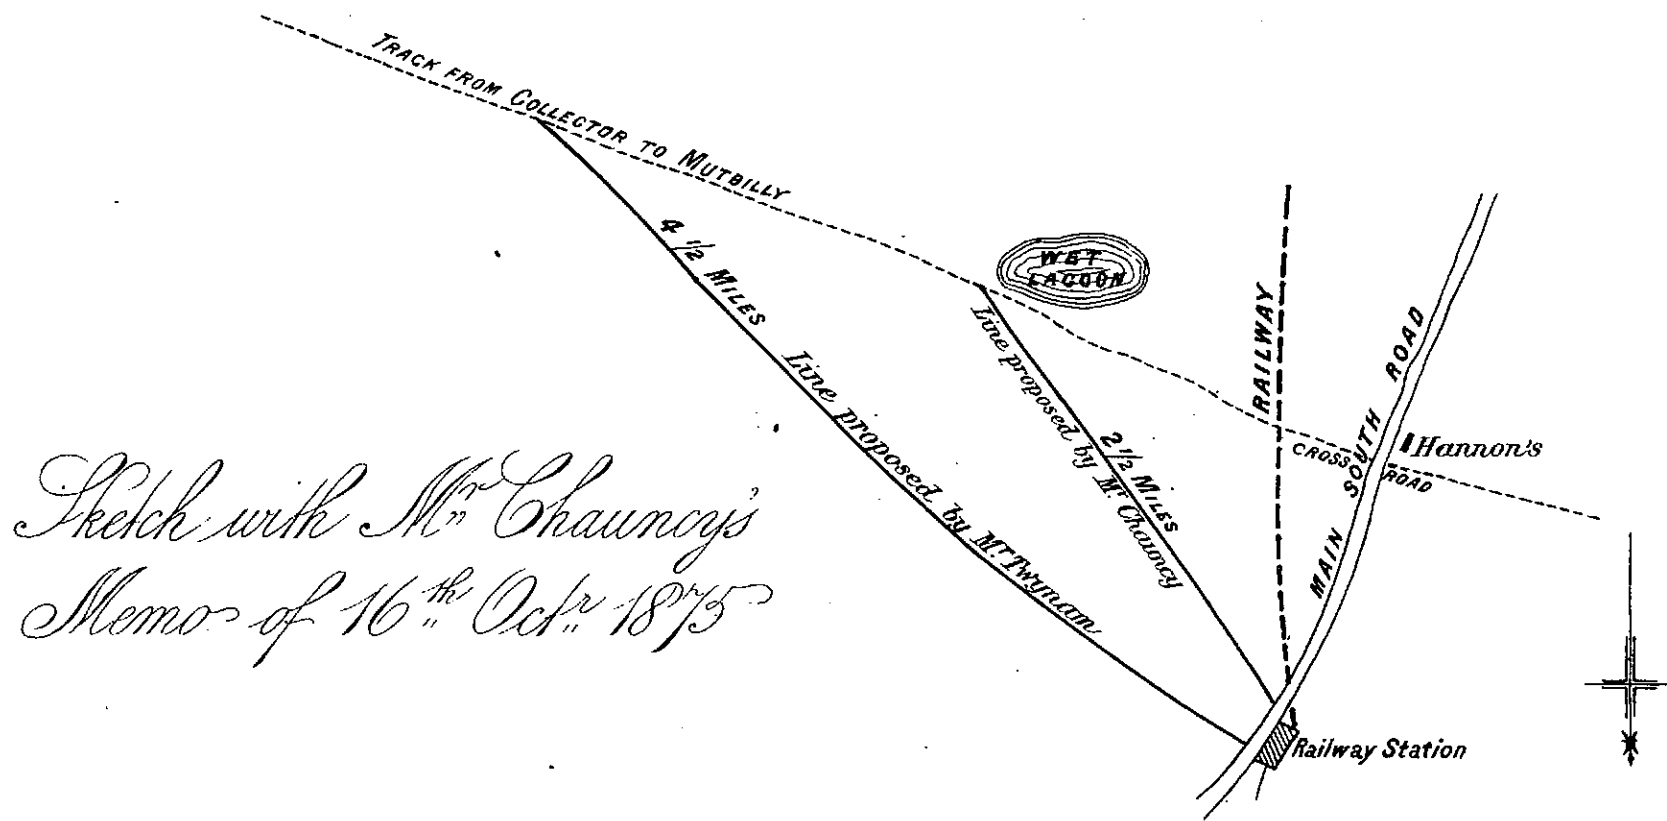 TRACK FROM COLLECTOR TO MUTBILLY
4 1/2 MILES
Line proposed by Mr. Twynam
WET
LAGOON
Line proposed by Mr. Chauncy
2 1/2 MILES
RAILWAY
MAIN SOUTH ROAD
CROSS ROAD
Hannon's
Railway Station
Sketch with Mr. Chauncy's
Memo of 16th Octr. 1875